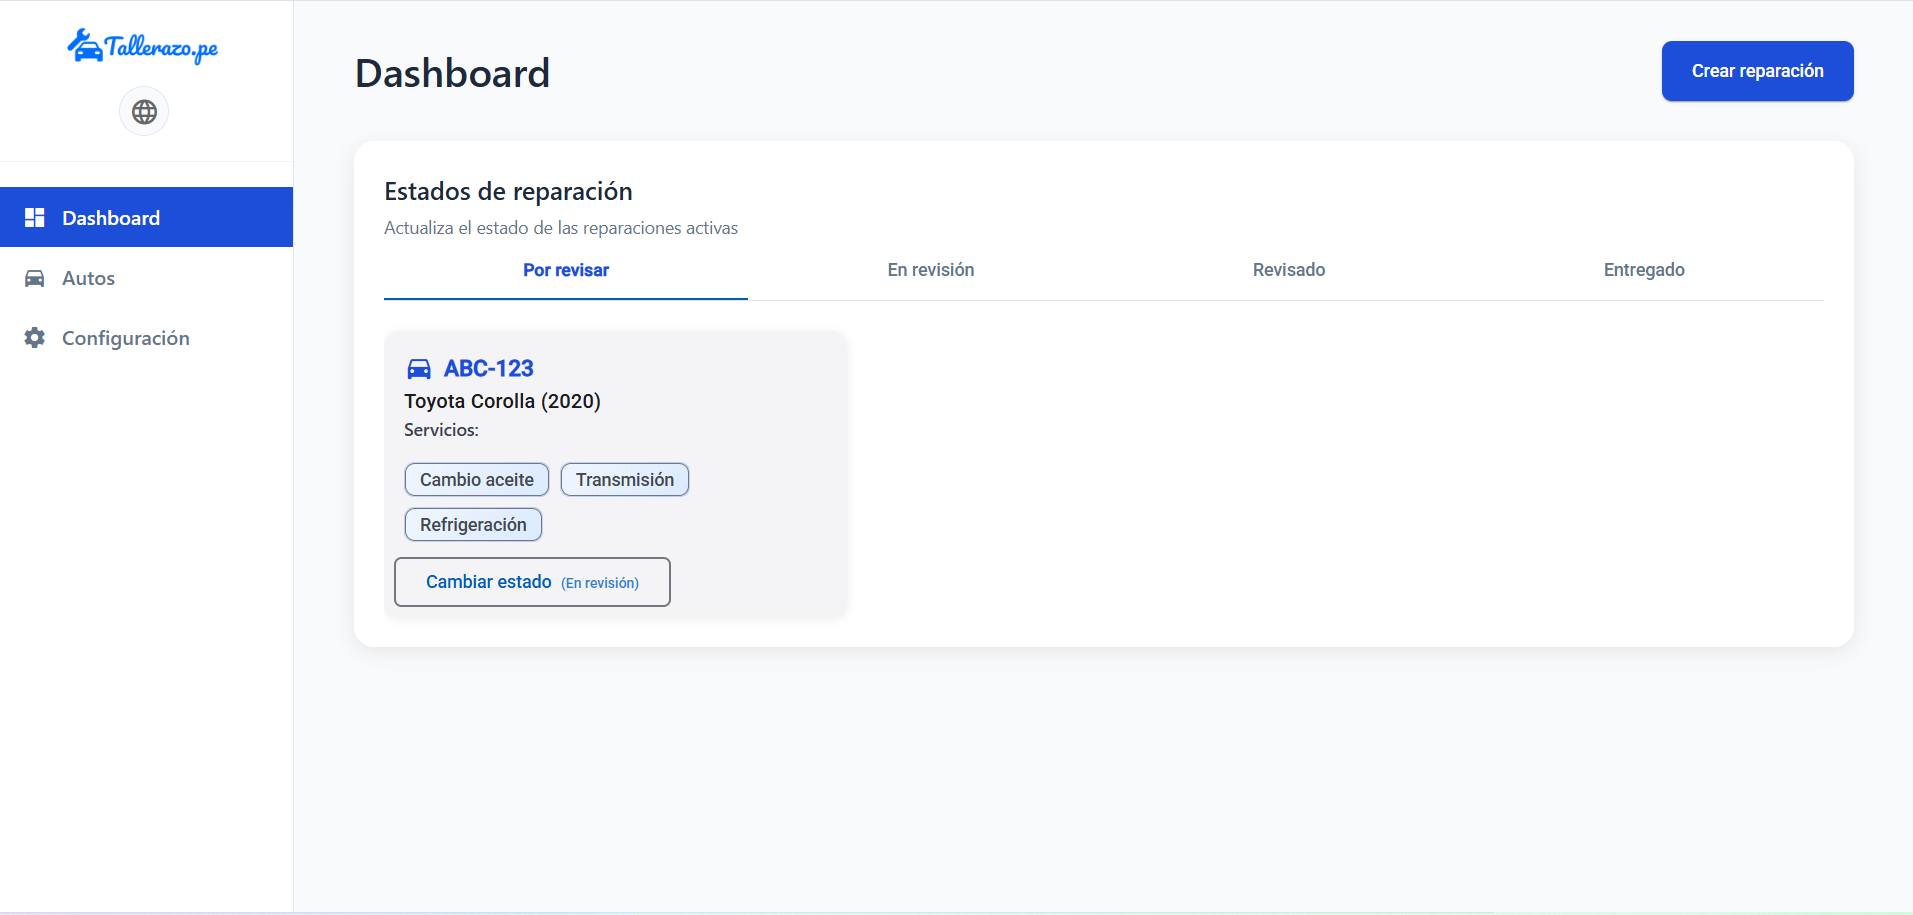 Tallerazo.pe
Dashboard
Autos
Configuración
Dashboard
Crear reparación
Estados de reparación
Actualiza el estado de las reparaciones activas
Por revisar
En revisión
Revisado
Entregado
ABC-123
Toyota Corolla (2020)
Servicios:
Cambio aceite
Transmisión
Refrigeración
Cambiar estado (En revisión)